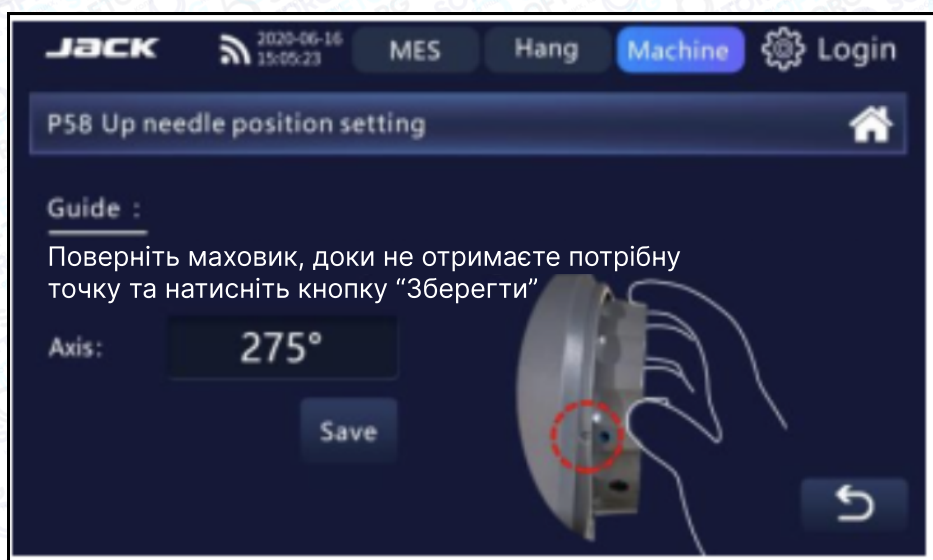 JACK
2020-06-16
15:05:23
MES
Hang
Machine
Login
P58 Up needle position setting
Guide :
Поверніть маховик, доки не отримаєте потрібну
точку та натисніть кнопку “Зберегти”
Axis:
275°
Save